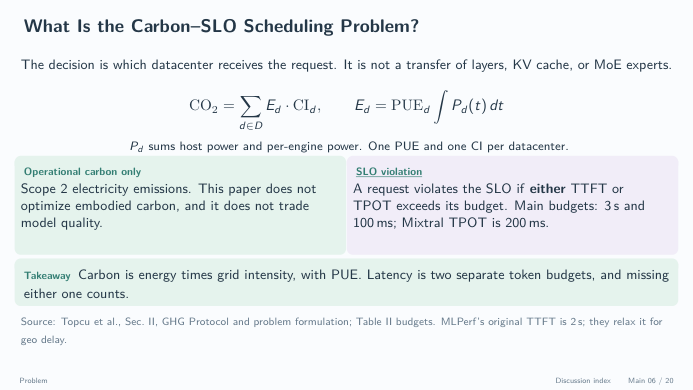 What Is the Carbon–SLO Scheduling Problem?
The decision is which datacenter receives the request. It is not a transfer of layers, KV cache, or MoE experts.
CO₂ = ∑_{d∈D} E_d · CI_d,   E_d = PUE_d ∫ P_d(t) dt
P_d sums host power and per-engine power. One PUE and one CI per datacenter.
Operational carbon only
Scope 2 electricity emissions. This paper does not
optimize embodied carbon, and it does not trade
model quality.
SLO violation
A request violates the SLO if either TTFT or
TPOT exceeds its budget. Main budgets: 3 s and
100 ms; Mixtral TPOT is 200 ms.
Takeaway Carbon is energy times grid intensity, with PUE. Latency is two separate token budgets, and missing
either one counts.
Source: Topcu et al., Sec. II, GHG Protocol and problem formulation; Table II budgets. MLPerf's original TTFT is 2 s; they relax it for
geo delay.
Problem
Discussion index Main 06 / 20